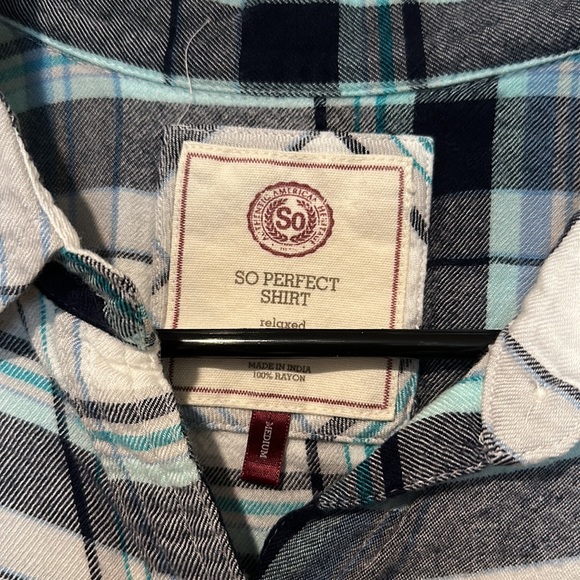 AUTHENTIC AMERICAN HERITAGE
So
SO PERFECT
SHIRT
relaxed
MADE IN INDIA
100% RAYON
MEDIUM